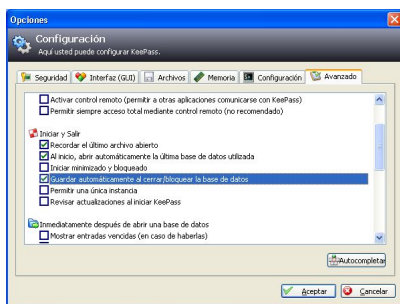 Opciones
Configuración
Aquí usted puede configurar KeePass.
Seguridad Interfaz (GUI) Archivos Memoria Configuración Avanzado
Activar control remoto (permitir a otras aplicaciones comunicarse con KeePass)
Permitir siempre acceso total mediante control remoto (no recomendado)
Iniciar y Salir
Recordar el último archivo abierto
Al inicio, abrir automáticamente la última base de datos utilizada
Iniciar minimizado y bloqueado
Guardar automáticamente al cerrar/bloquear la base de datos
Permitir una única instancia
Revisar actualizaciones al iniciar KeePass
Inmediatamente después de abrir una base de datos
Mostrar entradas vencidas (en caso de haberlas)
Autocompletar
Aceptar Cancelar